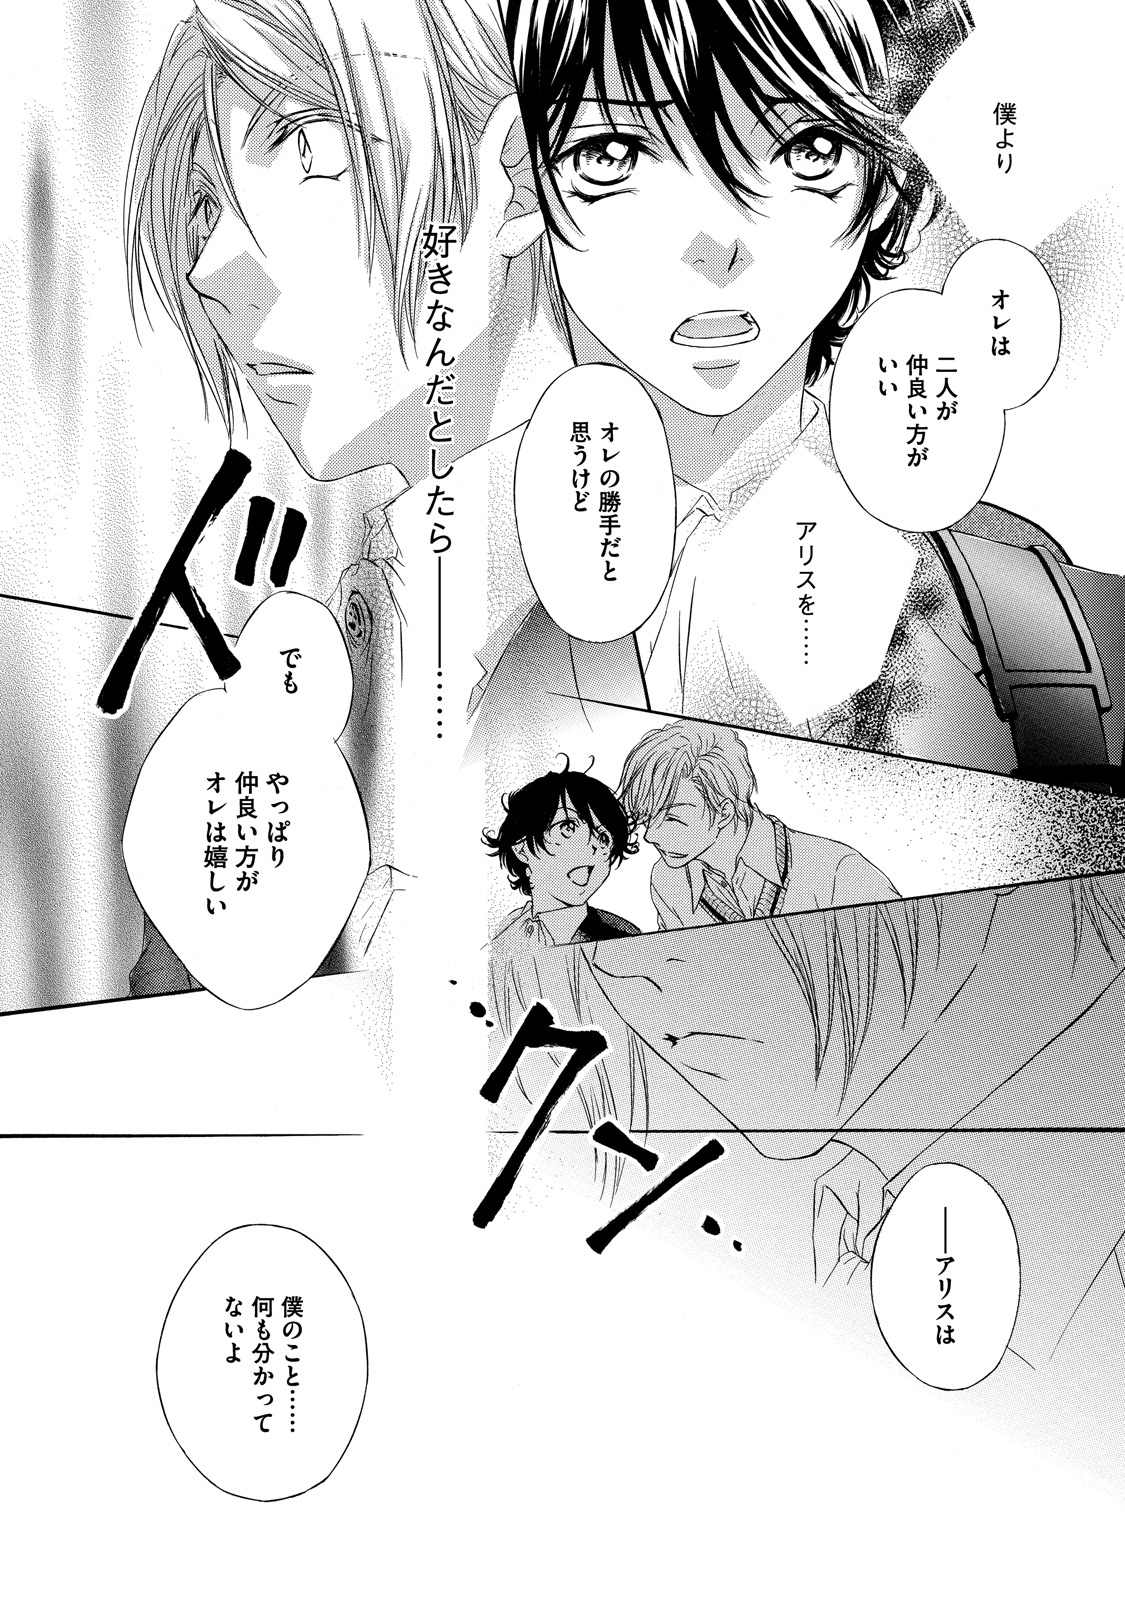 僕より
オレは
二人が
仲良い方が
いい
アリスを……
オレの勝手だと
思うけど
好きなんだとしたら――……
ドクン
でも
やっぱり
仲良い方が
オレは嬉しい
――アリスは
僕のこと……
何も分かって
ないよ